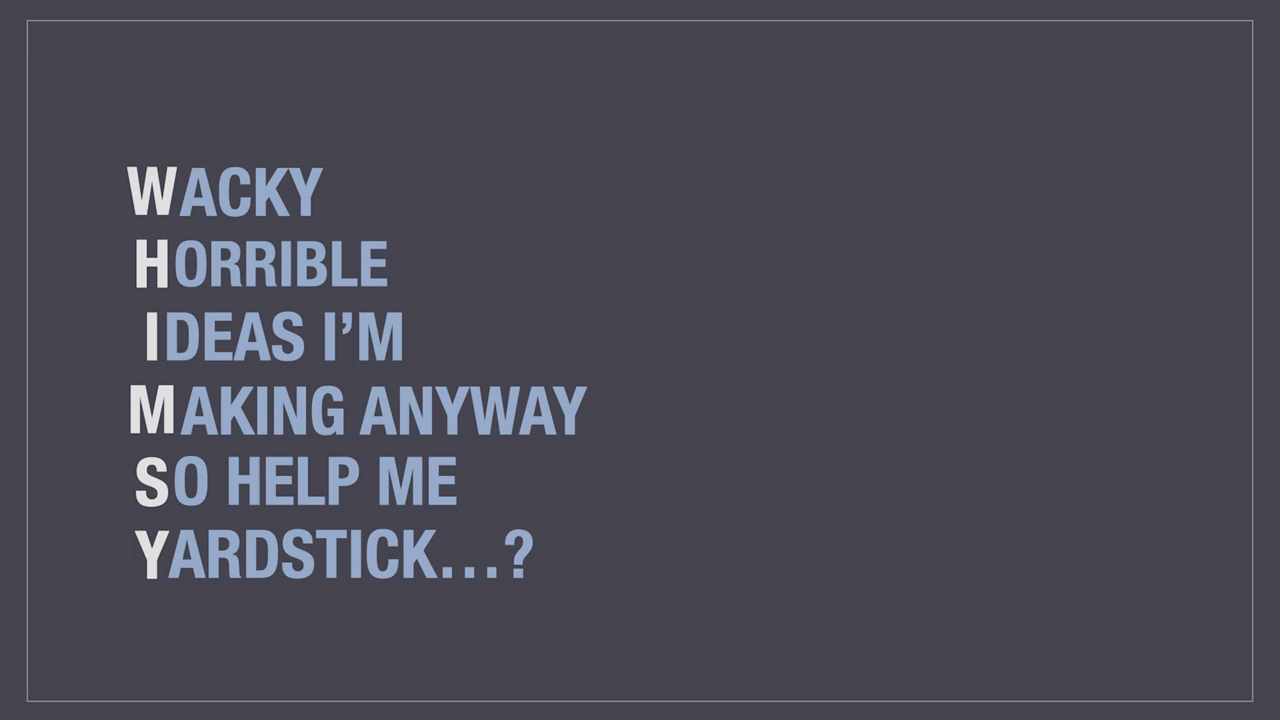 WACKY
HORRIBLE
IDEAS I’M
MAKING ANYWAY
SO HELP ME
YARDSTICK…?